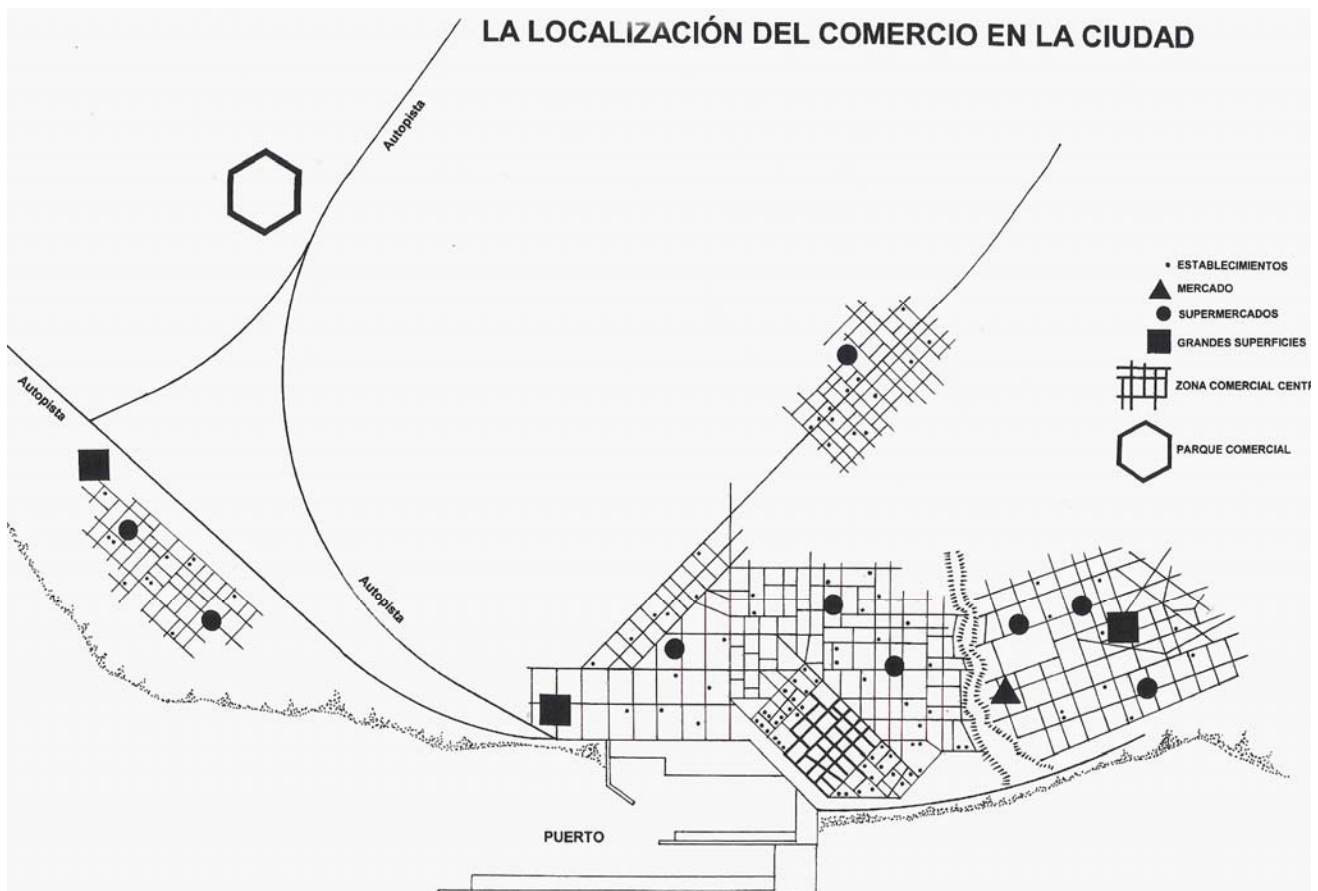 LA LOCALIZACIÓN DEL COMERCIO EN LA CIUDAD
Autopista
Autopista
Autopista
PUERTO
ESTABLECIMIENTOS
MERCADO
SUPERMERCADOS
GRANDES SUPERFICIES
ZONA COMERCIAL CENTR
PARQUE COMERCIAL